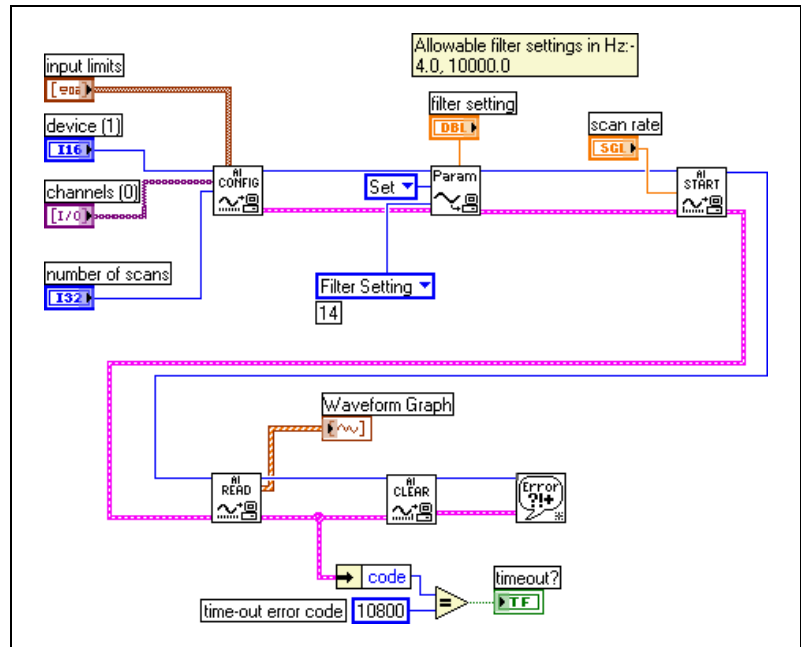 Allowable filter settings in Hz:-
4.0, 10000.0
input limits
filter setting
DBL
device (1)
scan rate
I16
SGL
AI
CONFIG
Param
AI
START
Set
channels (0)
[I/O]
number of scans
I32
Filter Setting
14
Waveform Graph
AI
READ
AI
CLEAR
Error
?!+
code
timeout?
time-out error code
10800
=
TF